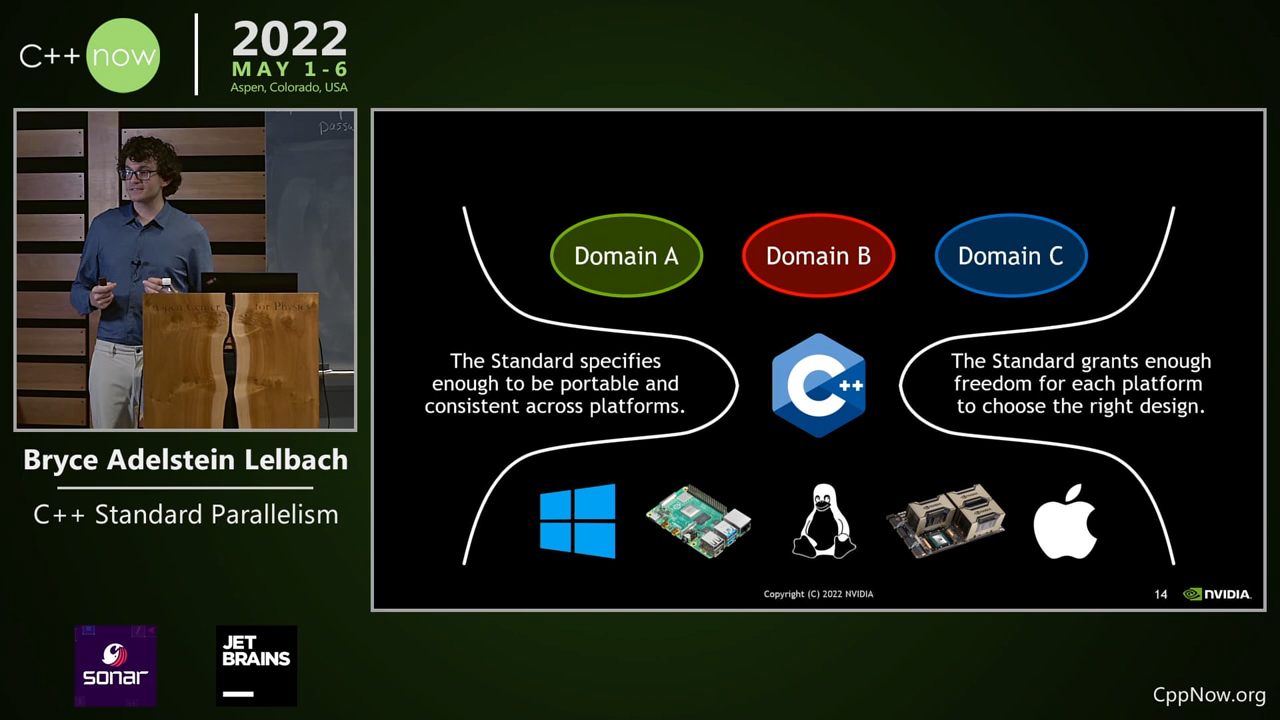 C++ now
2022
MAY 1-6
Aspen, Colorado, USA
Bryce Adelstein Lelbach
C++ Standard Parallelism
Domain A
Domain B
Domain C
The Standard specifies
enough to be portable and
consistent across platforms.
C++
The Standard grants enough
freedom for each platform
to choose the right design.
Copyright (C) 2022 NVIDIA
14
NVIDIA.
sonar
JET
BRAINS
CppNow.org